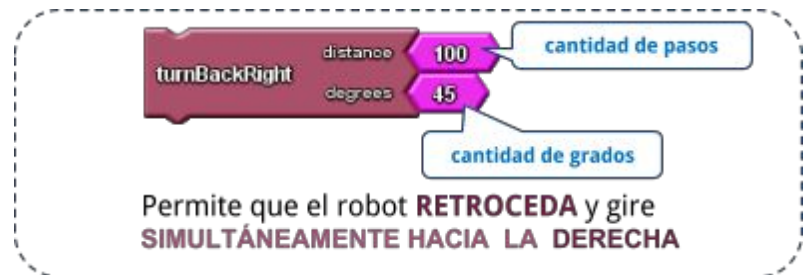 distance 100 cantidad de pasos
turnBackRight
degrees 45
cantidad de grados
Permite que el robot RETROCEDA y gire
SIMULTÁNEAMENTE HACIA LA DERECHA